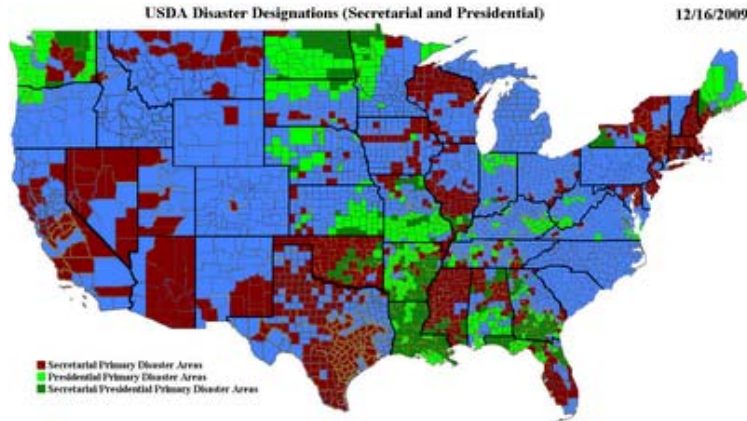 USDA Disaster Designations (Secretarial and Presidential)
12/16/2009
Secretarial Primary Disaster Areas
Presidential Primary Disaster Areas
Secretarial/Presidential Primary Disaster Areas